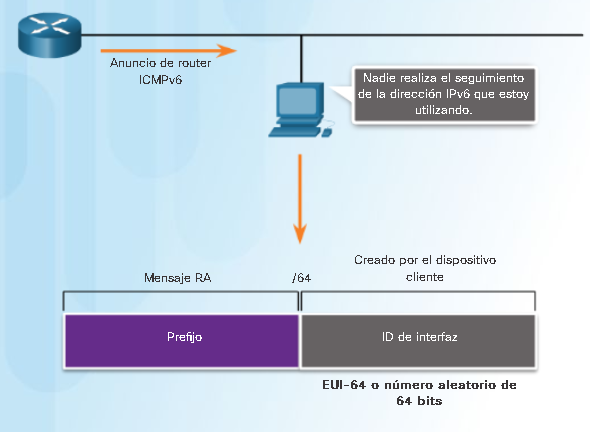 Anuncio de router
ICMPv6
Nadie realiza el seguimiento
de la dirección IPv6 que estoy
utilizando.
Mensaje RA
/64
Creado por el dispositivo
cliente
Prefijo
ID de interfaz
EUI-64 o número aleatorio de
64 bits